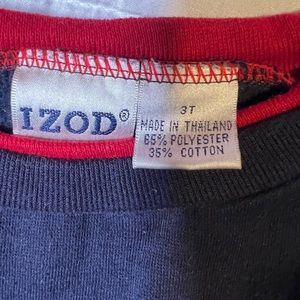 IZOD®
3T
MADE IN THAILAND
65% POLYESTER
35% COTTON